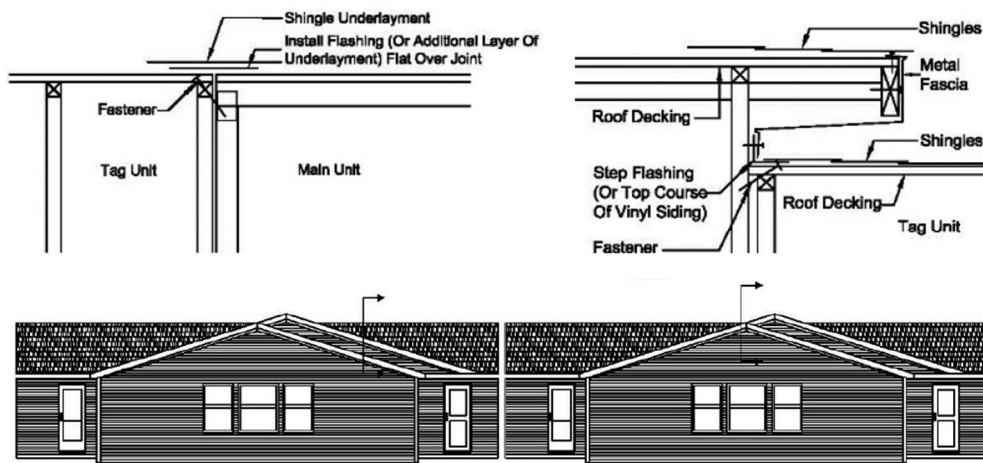 Shingle Underlayment
Install Flashing (Or Additional Layer Of
Underlayment) Flat Over Joint
Fastener
Tag Unit
Main Unit
Shingles
Metal
Fascia
Roof Decking
Shingles
Step Flashing
(Or Top Course
Of Vinyl Siding)
Roof Decking
Tag Unit
Fastener